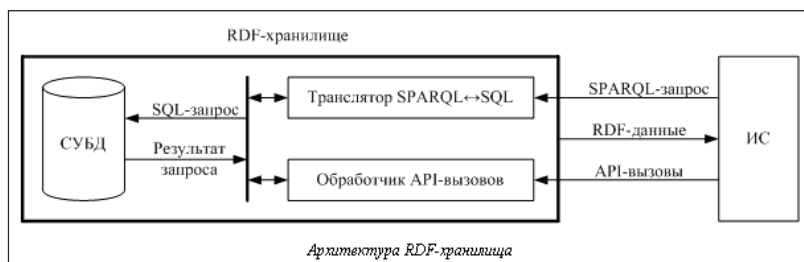 RDF-хранилище
СУБД
SQL-запрос
Результат
запроса
Транслятор SPARQL↔SQL
Обработчик API-вызовов
SPARQL-запрос
RDF-данные
API-вызовы
ИС
Архитектура RDF-хранилища